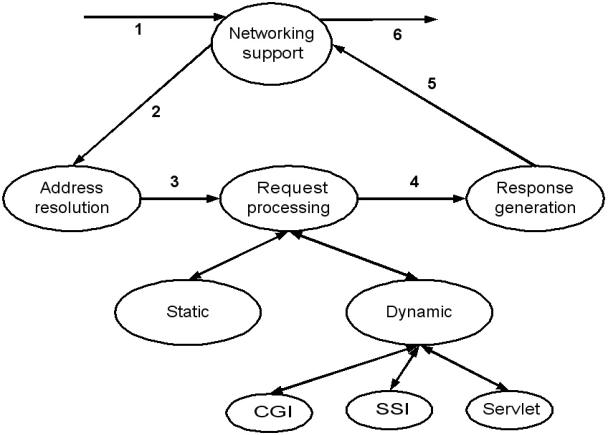 1
Networking
support
6
2
5
Address
resolution
3
Request
processing
4
Response
generation
Static
Dynamic
CGI
SSI
Servlet